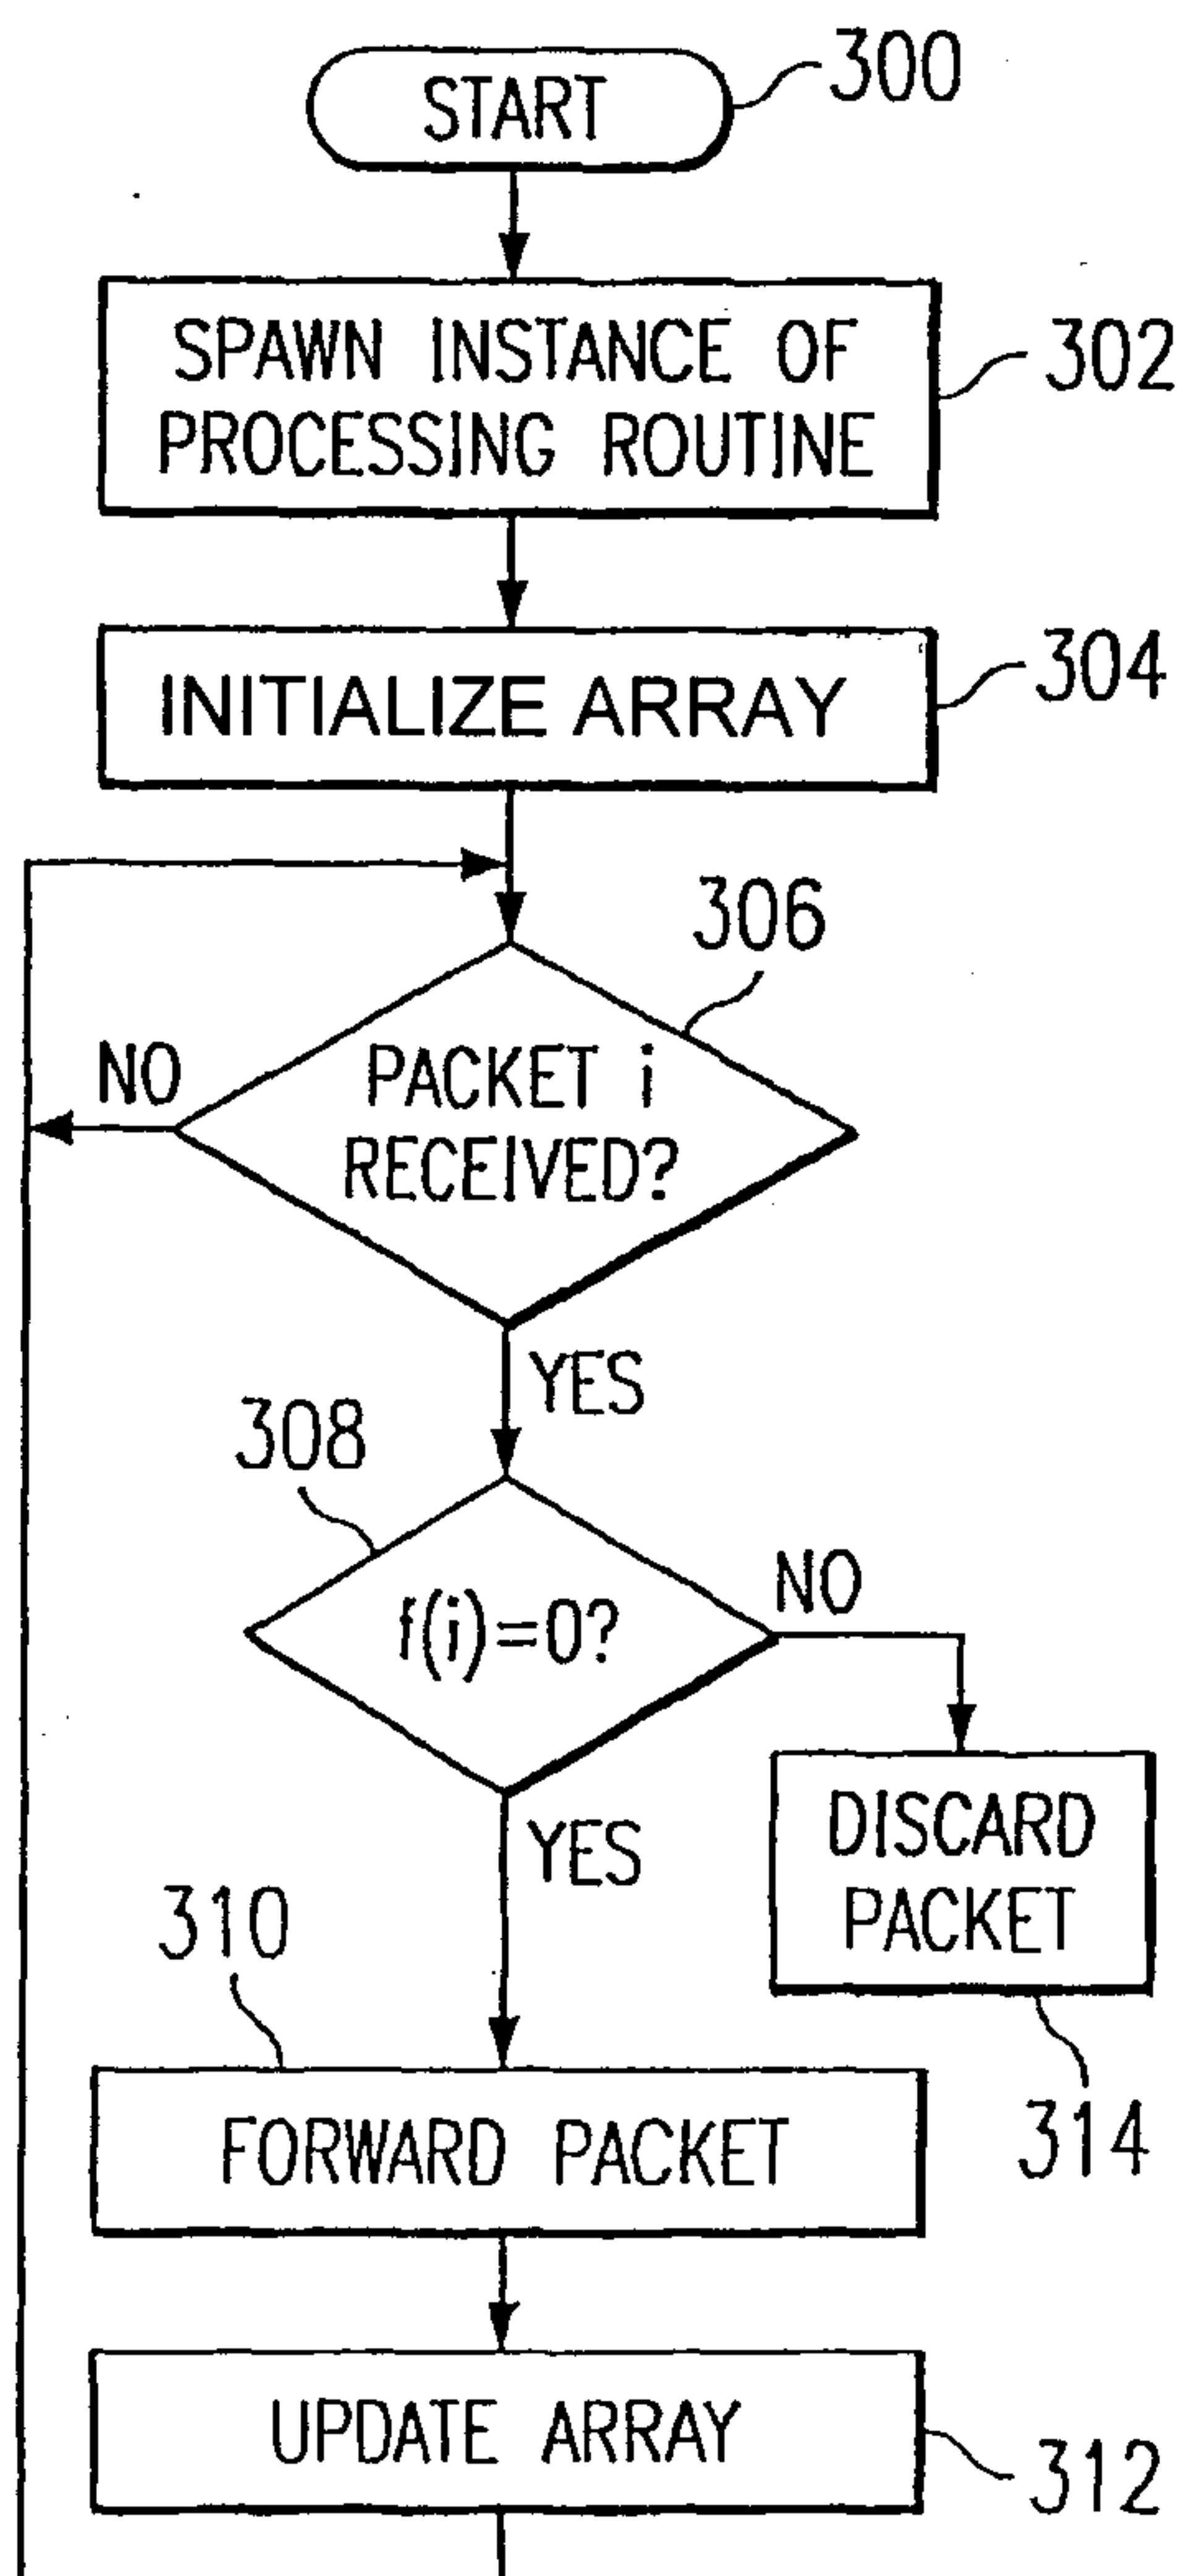 START
300
SPAWN INSTANCE OF
PROCESSING ROUTINE
302
INITIALIZE ARRAY
304
306
PACKET i
RECEIVED?
NO
YES
308
f(i)=0?
NO
YES
DISCARD
PACKET
310
314
FORWARD PACKET
UPDATE ARRAY
312